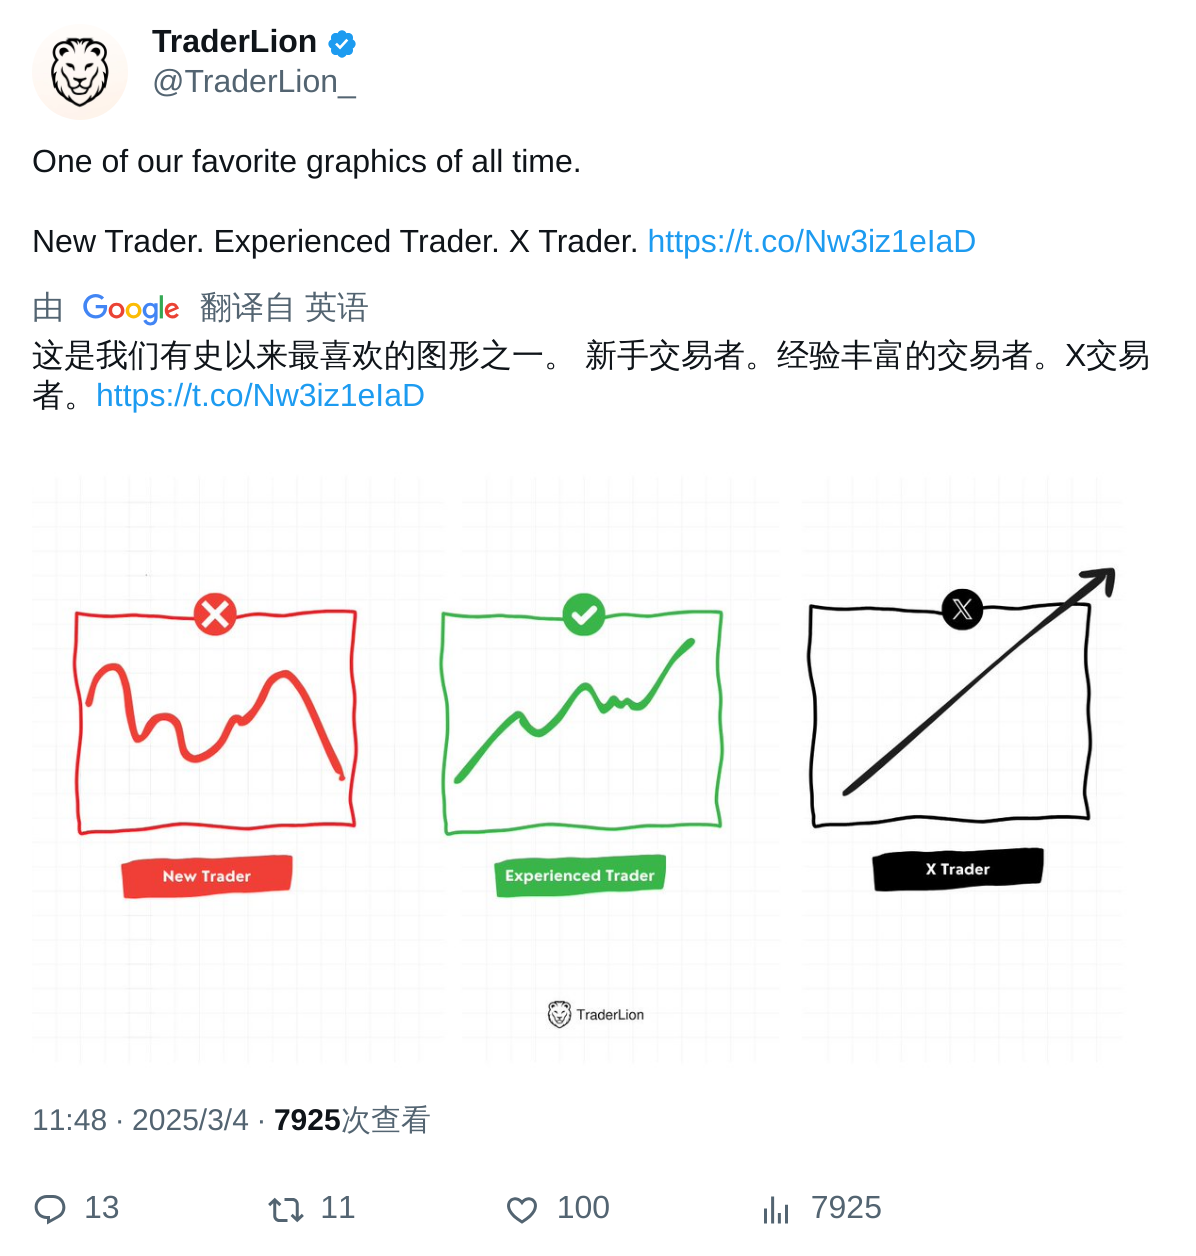 TraderLion
@TraderLion_
One of our favorite graphics of all time.
New Trader. Experienced Trader. X Trader. https://t.co/Nw3iz1eIaD
由 Google 翻译自 英语
这是我们有史以来最喜欢的图形之一。 新手交易者。经验丰富的交易者。X交易
者。https://t.co/Nw3iz1eIaD
New Trader
Experienced Trader
X Trader
TraderLion
11:48 · 2025/3/4 · 7925次查看
13 11 100 7925